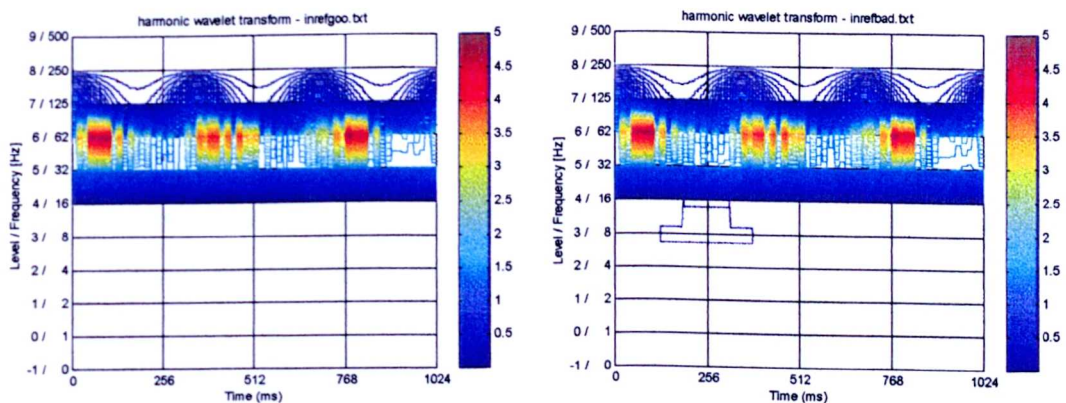 harmonic wavelet transform - inrefgoo.txt
9 / 500
8 / 250
7 / 125
6 / 62
5 / 32
4 / 16
3 / 8
2 / 4
1 / 2
0 / 1
-1 / 0
Level / Frequency [Hz]
0
256
512
768
1024
Time (ms)
5
4.5
4
3.5
3
2.5
2
1.5
1
0.5
harmonic wavelet transform - inrefbad.txt
9 / 500
8 / 250
7 / 125
6 / 62
5 / 32
4 / 16
3 / 8
2 / 4
1 / 2
0 / 1
-1 / 0
Level / Frequency [Hz]
0
256
512
768
1024
Time (ms)
5
4.5
4
3.5
3
2.5
2
1.5
1
0.5